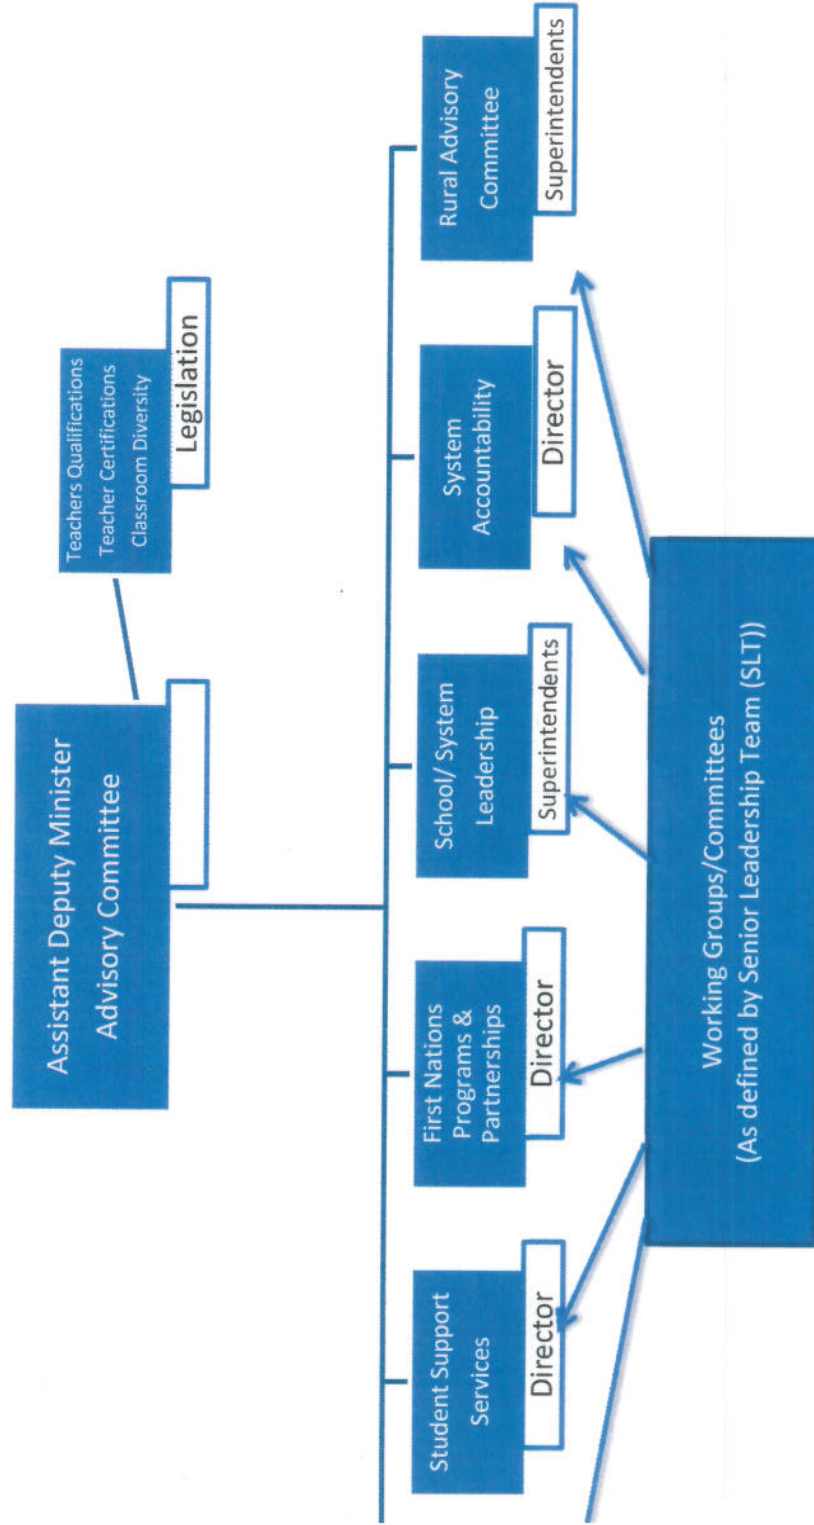 Assistant Deputy Minister
Advisory Committee
Teachers Qualifications
Teacher Certifications
Classroom Diversity
Legislation
Student Support
Services
Director
First Nations
Programs &
Partnerships
Director
School/ System
Leadership
Superintendents
System
Accountability
Director
Rural Advisory
Committee
Superintendents
Working Groups/Committees
(As defined by Senior Leadership Team (SLT))